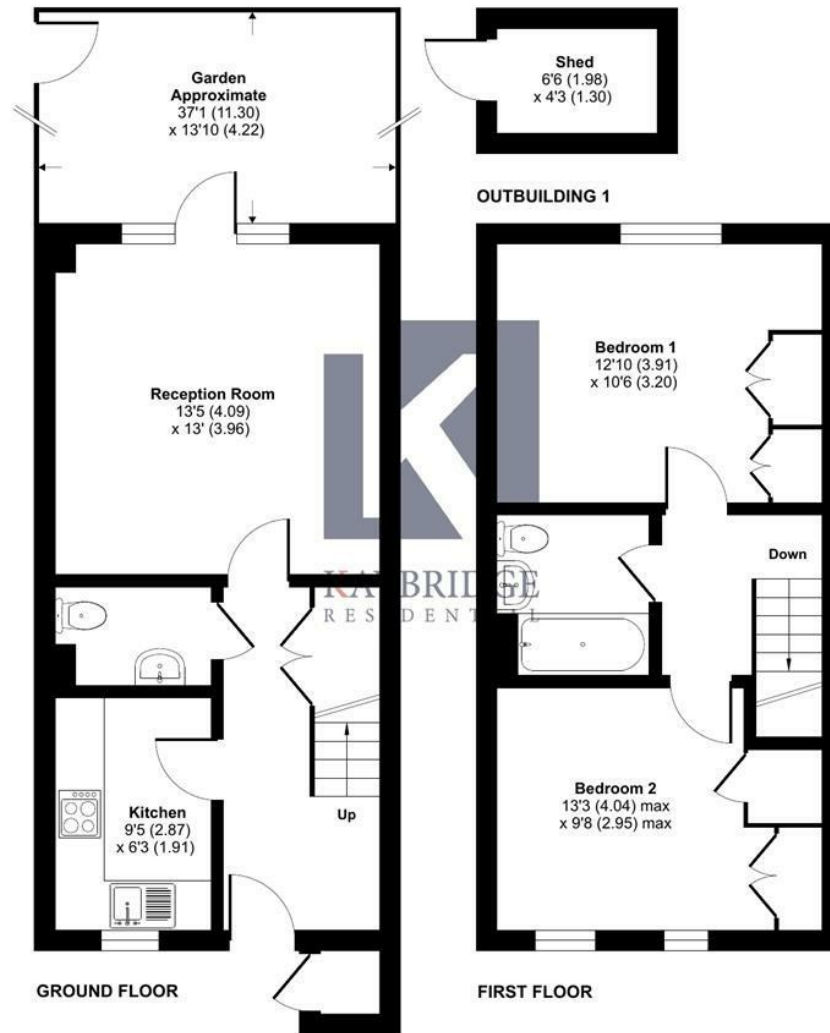 Garden
Approximate
37'1 (11.30)
x 13'10 (4.22)
Shed
6'6 (1.98)
x 4'3 (1.30)
OUTBUILDING 1
Reception Room
13'5 (4.09)
x 13' (3.96)
Bedroom 1
12'10 (3.91)
x 10'6 (3.20)
Down
KAYBRIDGE
RESIDENTIAL
Kitchen
9'5 (2.87)
x 6'3 (1.91)
Up
Bedroom 2
13'3 (4.04) max
x 9'8 (2.95) max
GROUND FLOOR
FIRST FLOOR